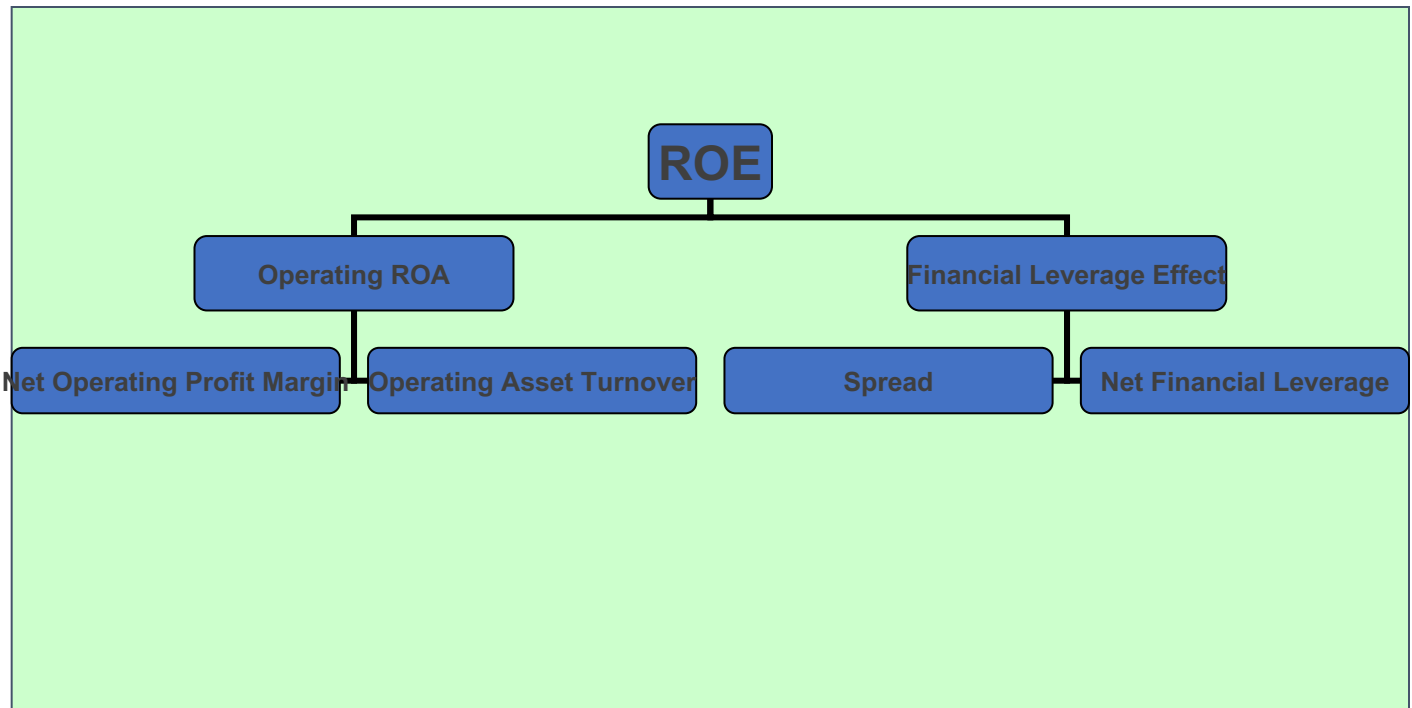 ROE
Operating ROA
Financial Leverage Effect
Net Operating Profit Margin
Operating Asset Turnover
Spread
Net Financial Leverage